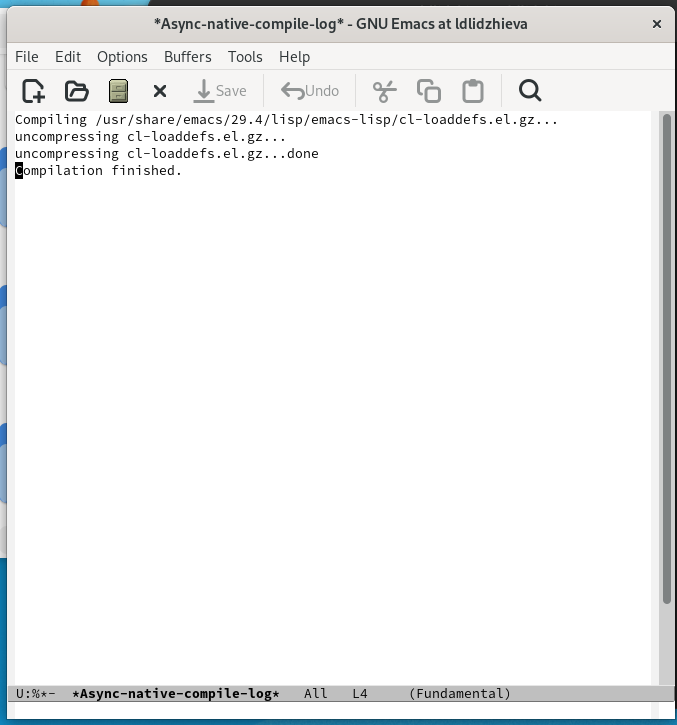 *Async-native-compile-log* - GNU Emacs at ldlidzhieva
File Edit Options Buffers Tools Help
Save Undo
Compiling /usr/share/emacs/29.4/lisp/emacs-lisp/cl-loaddefs.el.gz...
uncompressing cl-loaddefs.el.gz...
uncompressing cl-loaddefs.el.gz...done
Compilation finished.
U:%*-  *Async-native-compile-log*   All   L4     (Fundamental)